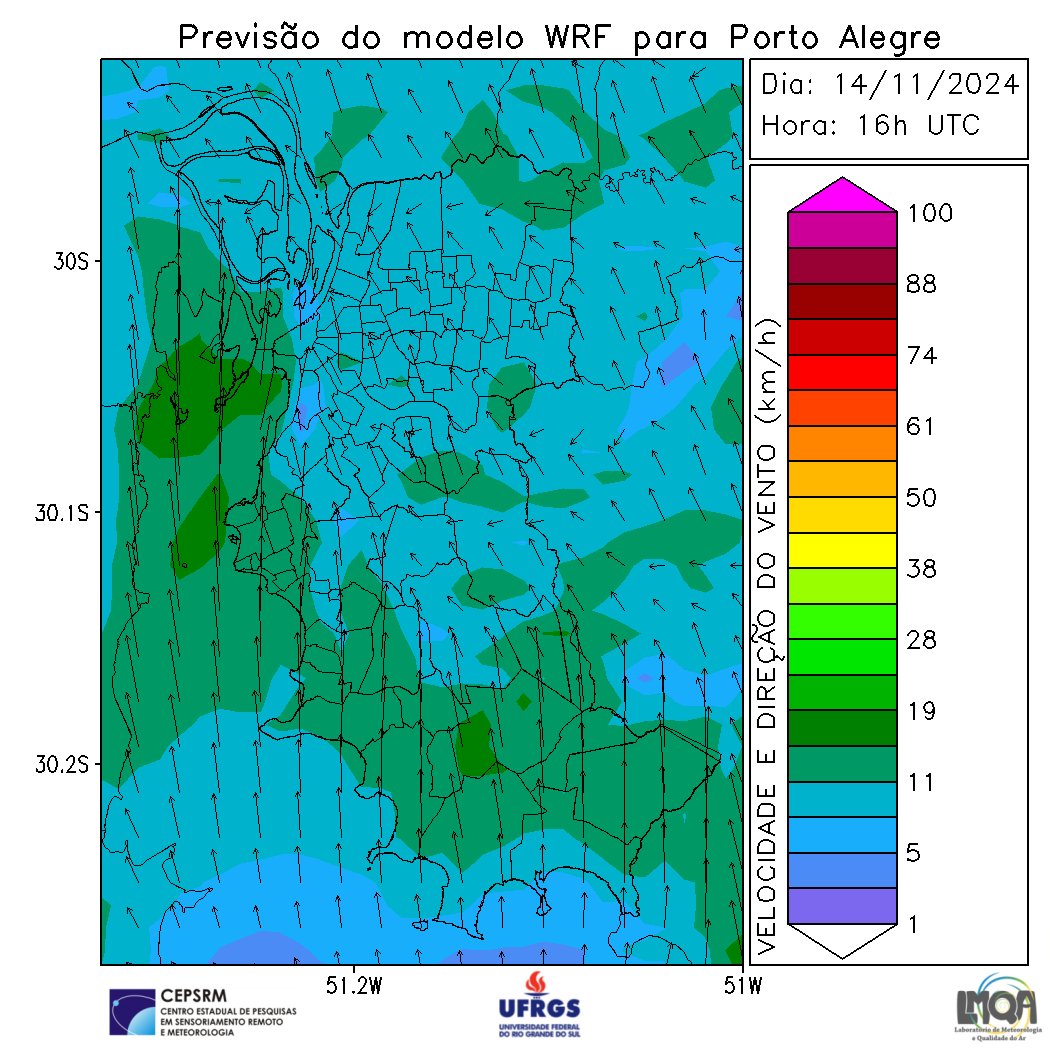 Previsão do modelo WRF para Porto Alegre
Dia: 14/11/2024
Hora: 16h UTC
30S
30.1S
30.2S
51.2W
51W
VELOCIDADE E DIREÇÃO DO VENTO (km/h)
100
88
74
61
50
38
28
19
11
5
1
CEPSRM
CENTRO ESTADUAL DE PESQUISAS
EM SENSORIAMENTO REMOTO
E METEOROLOGIA
UFRGS
UNIVERSIDADE FEDERAL
DO RIO GRANDE DO SUL
LMQA
Laboratório de Meteorologia
e Qualidade do Ar